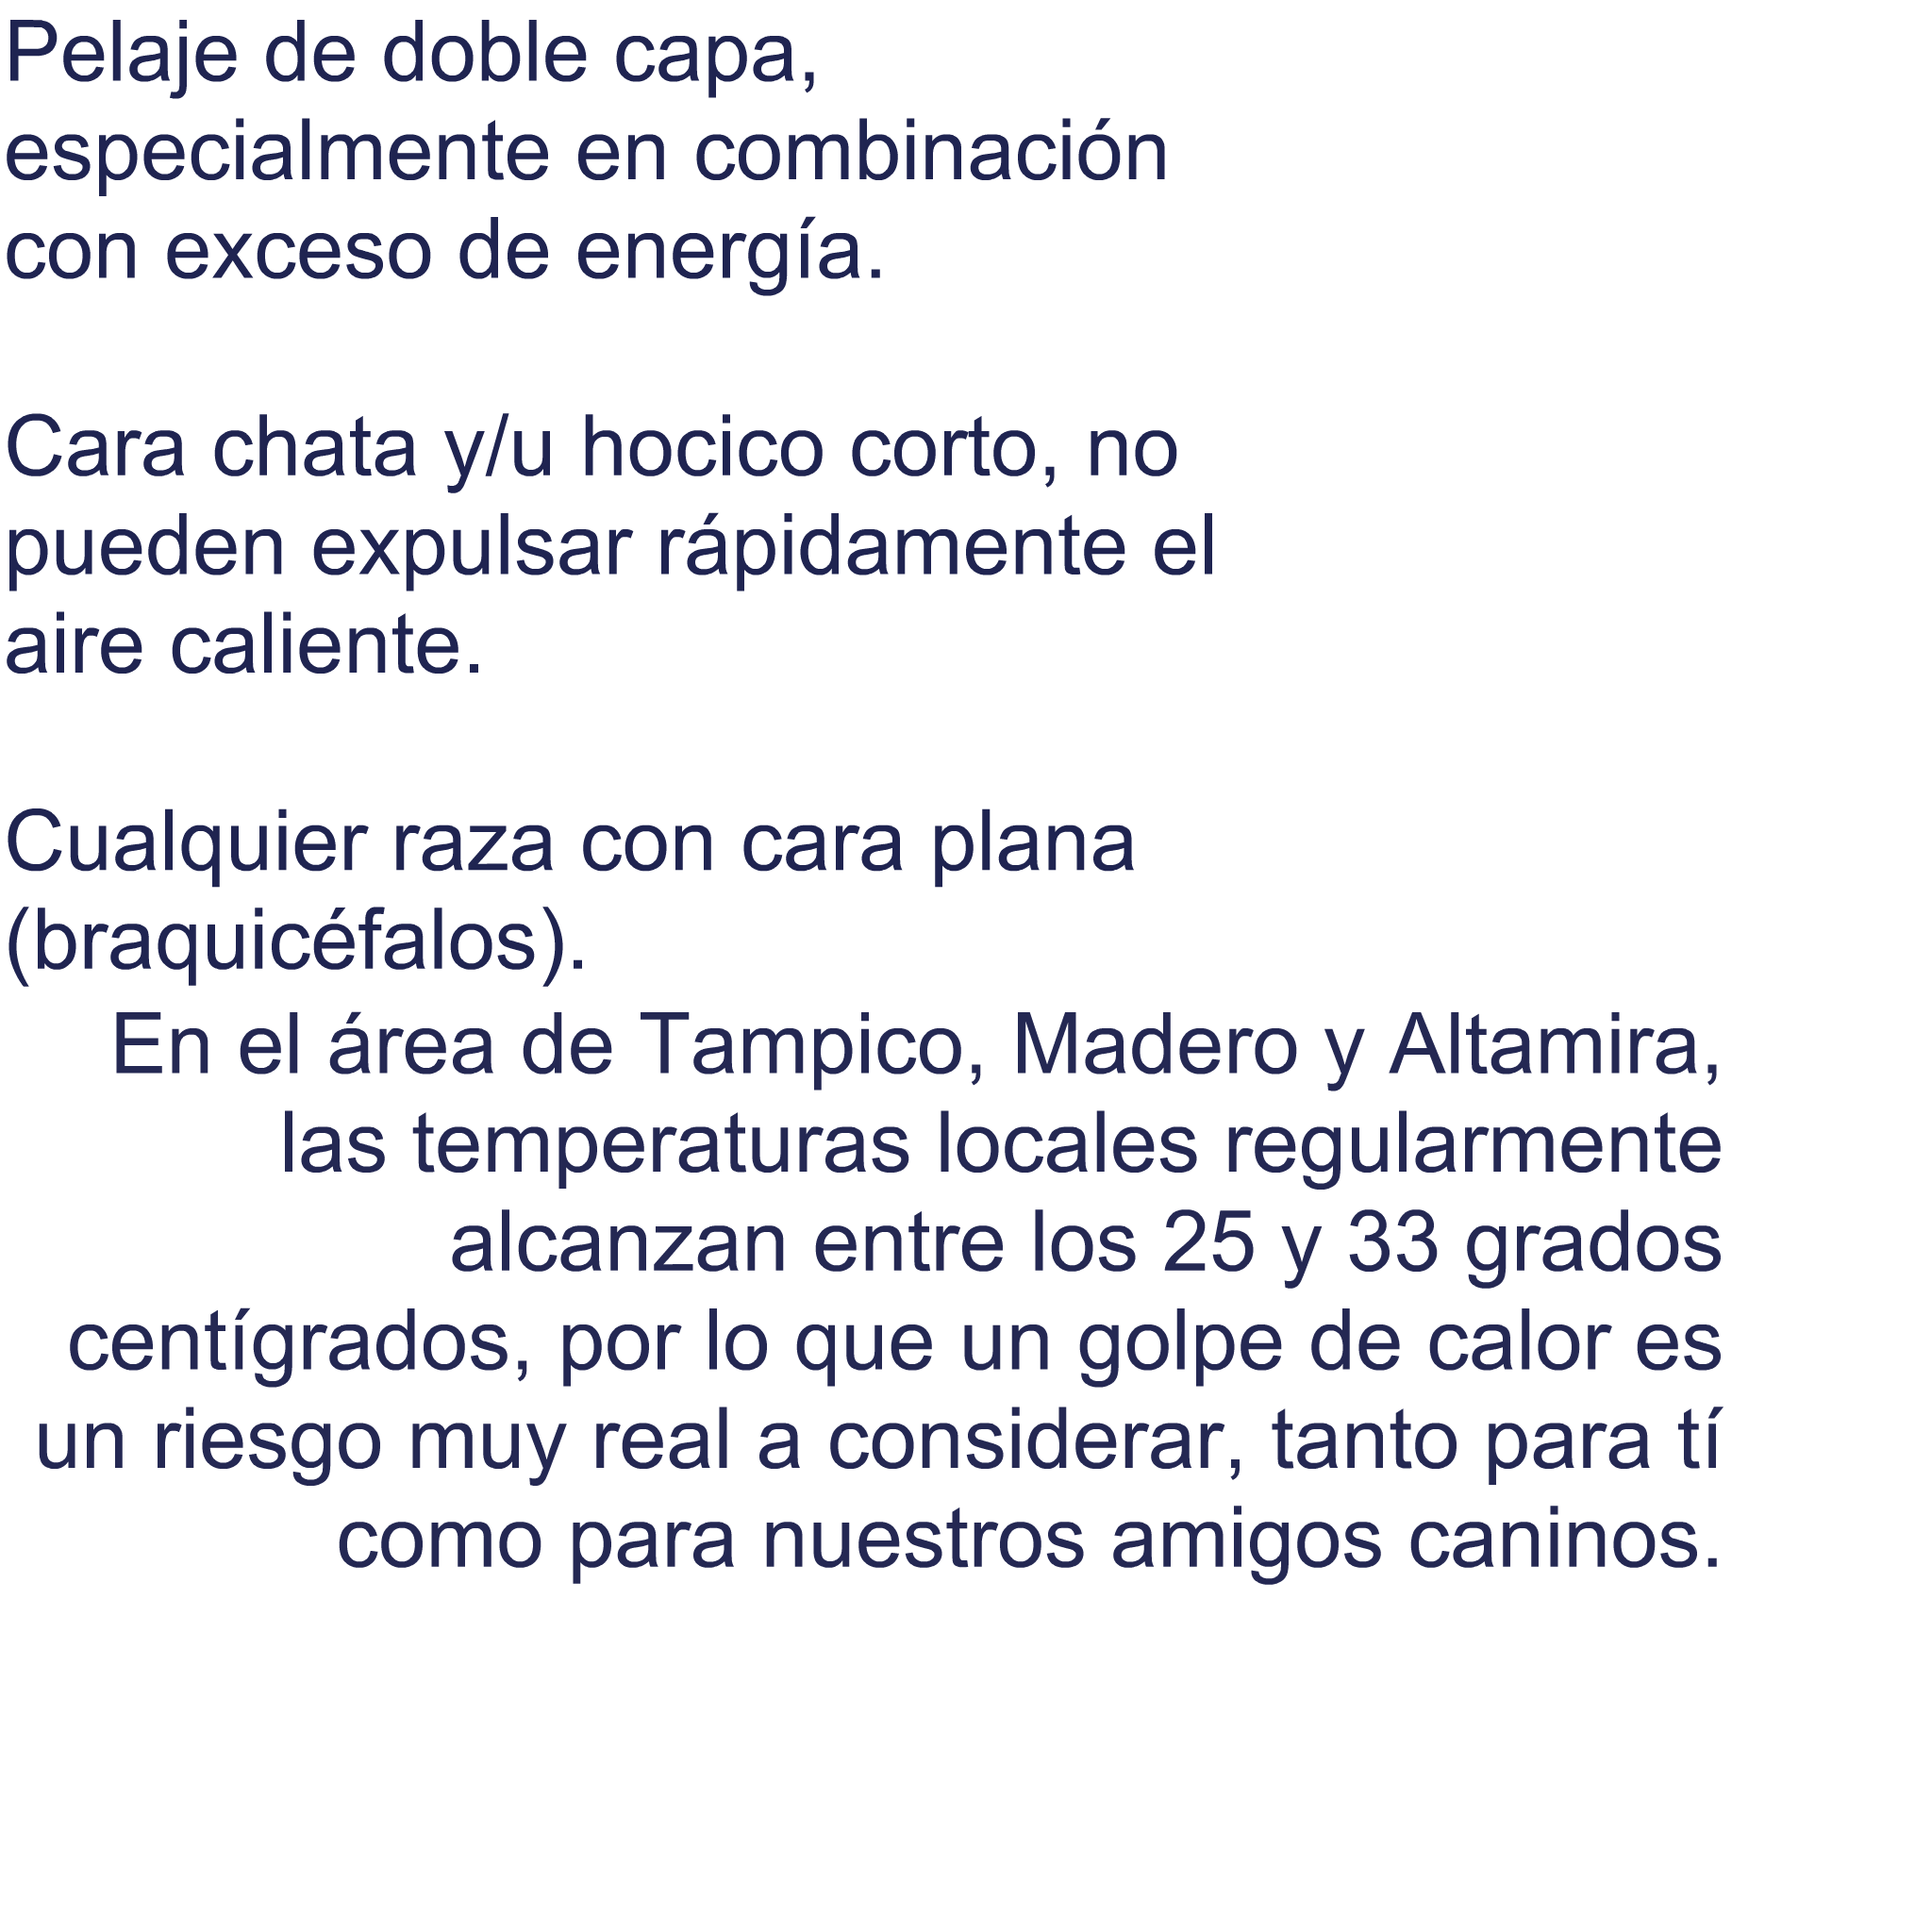 Pelaje de doble capa,
especialmente en combinación
con exceso de energía.
Cara chata y/u hocico corto, no
pueden expulsar rápidamente el
aire caliente.
Cualquier raza con cara plana
(braquicéfalos).
En el área de Tampico, Madero y Altamira,
las temperaturas locales regularmente
alcanzan entre los 25 y 33 grados
centígrados, por lo que un golpe de calor es
un riesgo muy real a considerar, tanto para tí
como para nuestros amigos caninos.